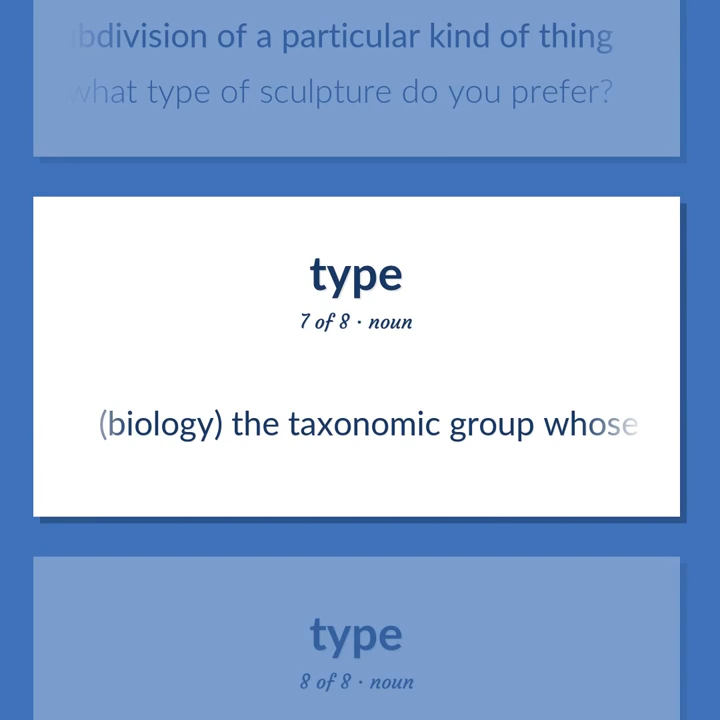 bdivision of a particular kind of thing
what type of sculpture do you prefer?
type
7 of 8 · noun
(biology) the taxonomic group whose
type
8 of 8 · noun